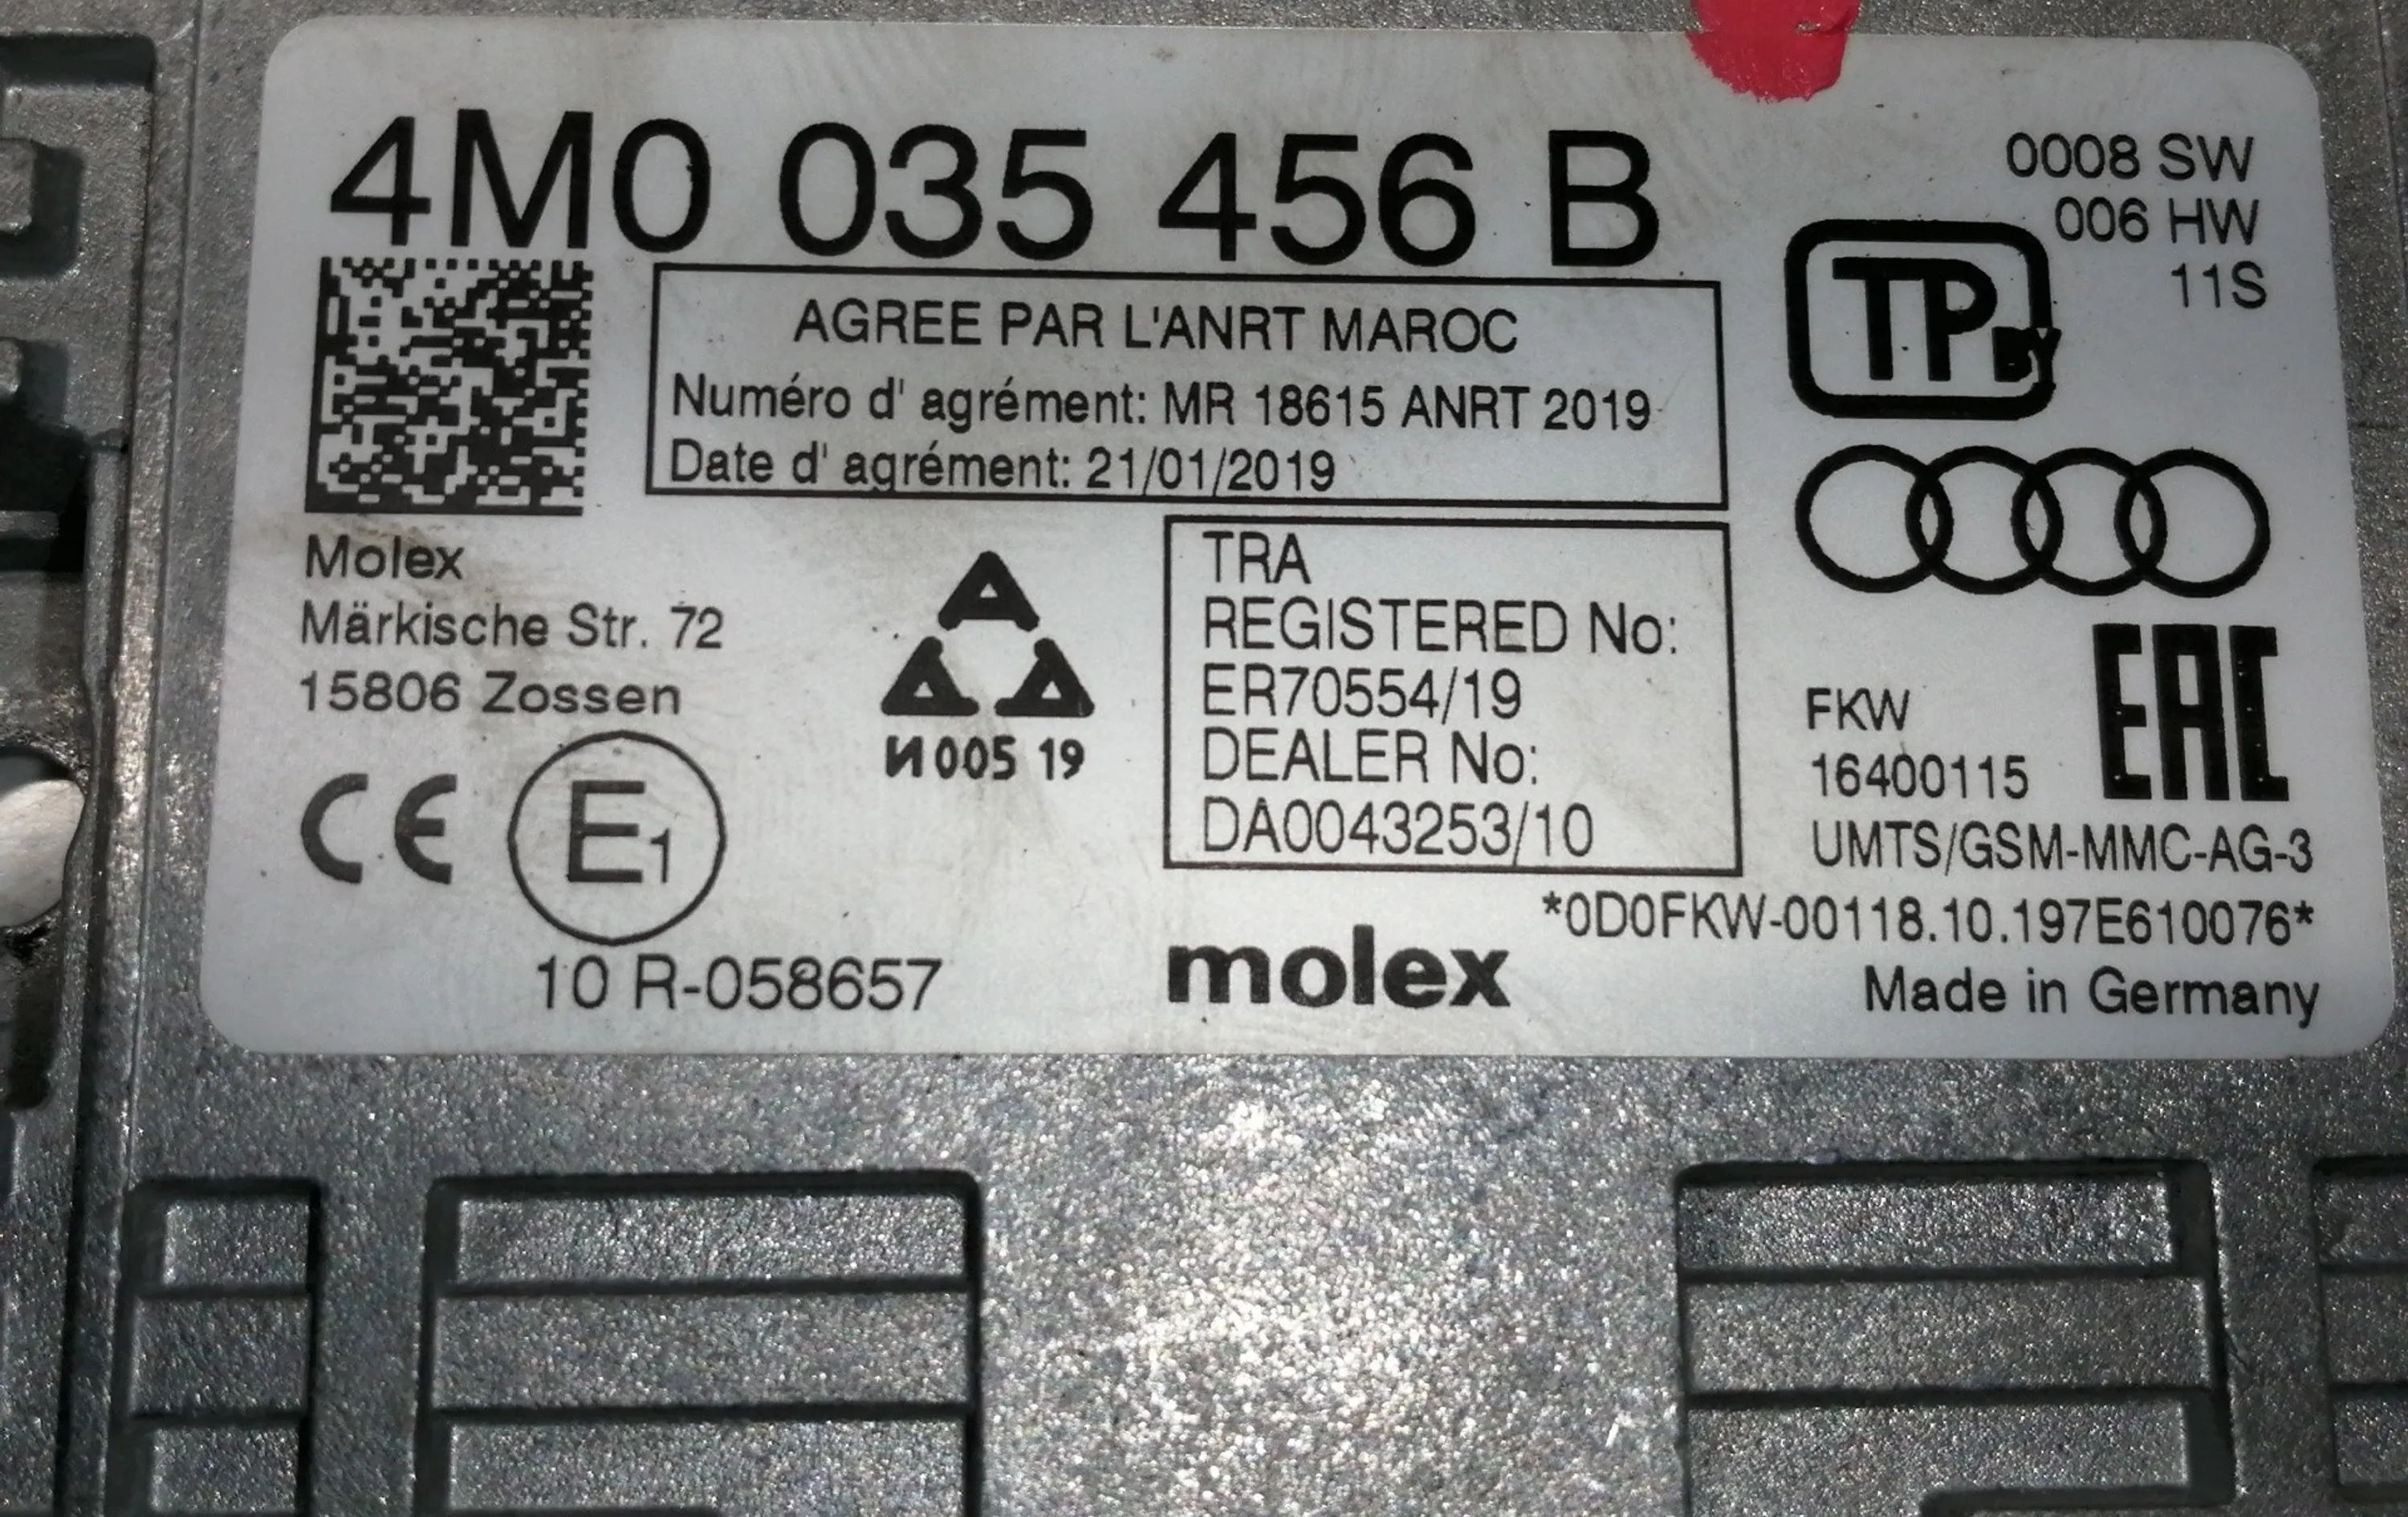 4M0 035 456 B
0008 SW
006 HW
11S
TP BY
AGREE PAR L'ANRT MAROC
Numéro d' agrément: MR 18615 ANRT 2019
Date d' agrément: 21/01/2019
Molex
Märkische Str. 72
15806 Zossen
CE E1
10 R-058657
И005 19
TRA
REGISTERED No:
ER70554/19
DEALER No:
DA0043253/10
molex
EAC
FKW
16400115
UMTS/GSM-MMC-AG-3
*0D0FKW-00118.10.197E610076*
Made in Germany